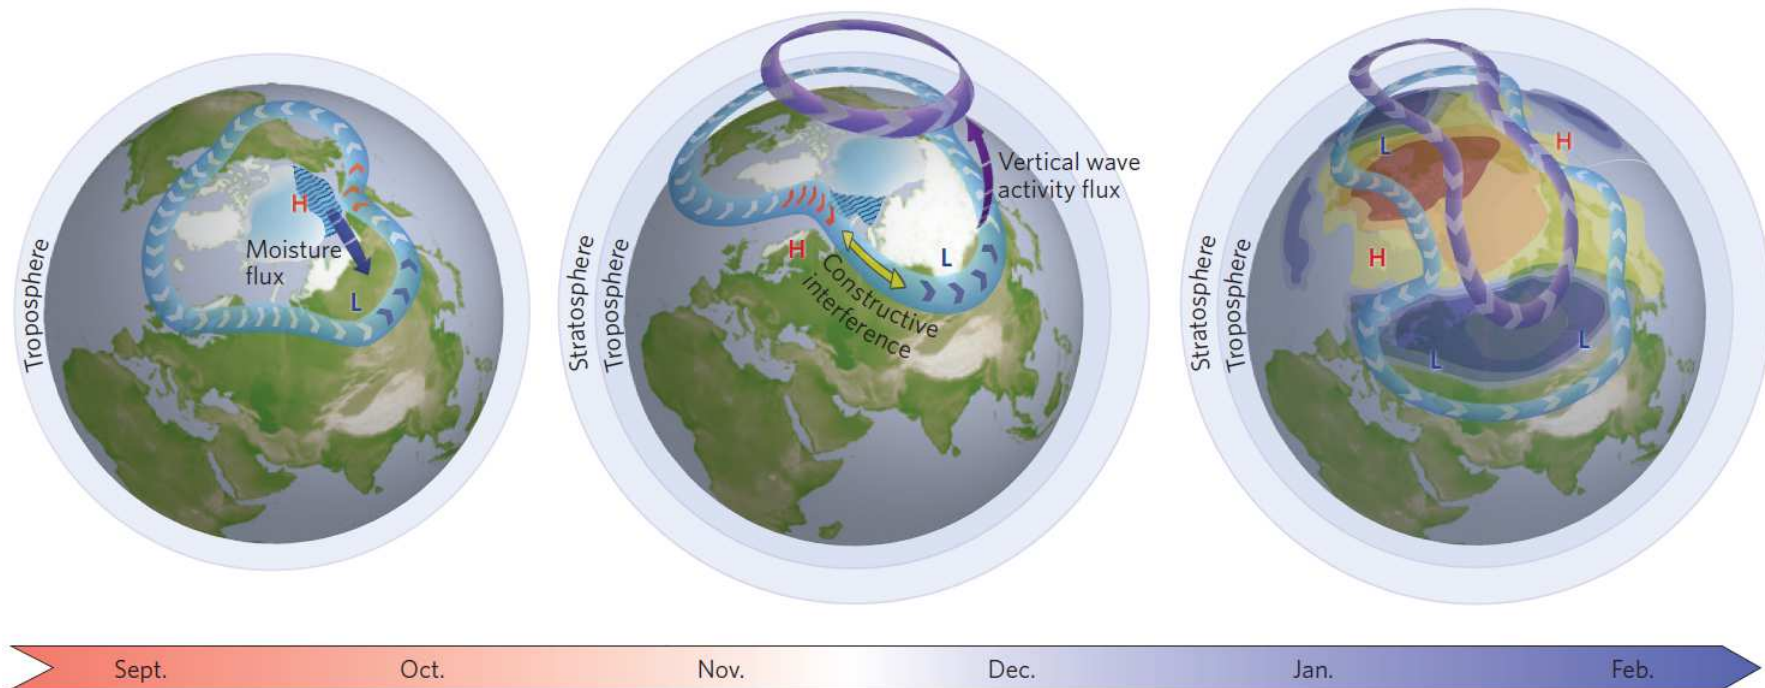 Troposphere
H
Moisture
flux
L
Stratosphere
Troposphere
Vertical wave
activity flux
H
L
Constructive
interference
Stratosphere
Troposphere
L
H
H
L
L
Sept.
Oct.
Nov.
Dec.
Jan.
Feb.